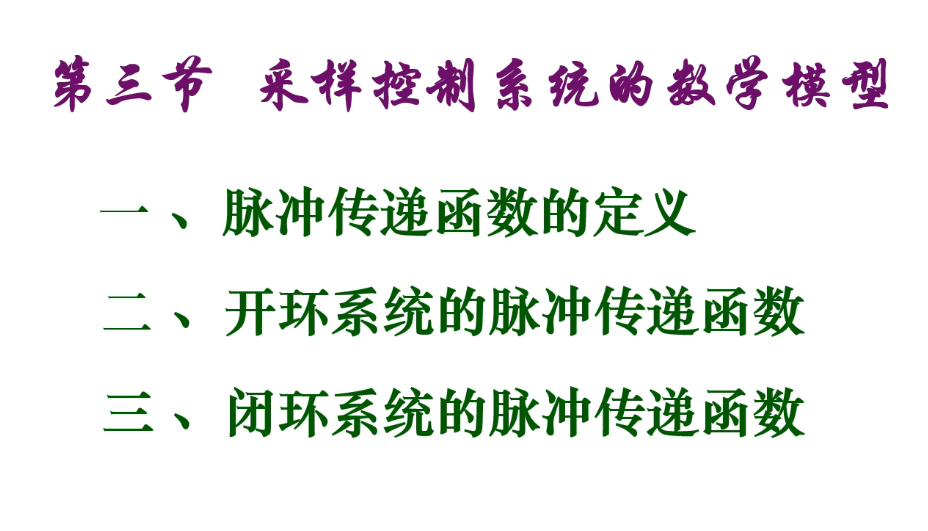 第三节 采样控制系统的数学模型
一、脉冲传递函数的定义
二、开环系统的脉冲传递函数
三、闭环系统的脉冲传递函数